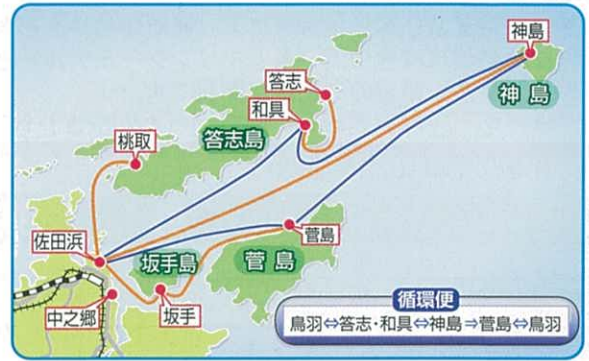 神島
神島
答志
和具
答志島
桃取
佐田浜
坂手島
菅島
菅島
中之郷
坂手
循環便
鳥羽⇔答志・和具⇔神島⇒菅島⇔鳥羽